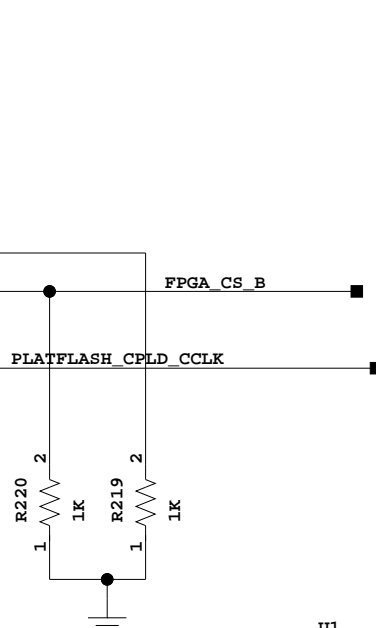 FPGA_CS_B
PLATFLASH_CPLD_CCLK
2
2
R220
1K
R219
1K
1
1